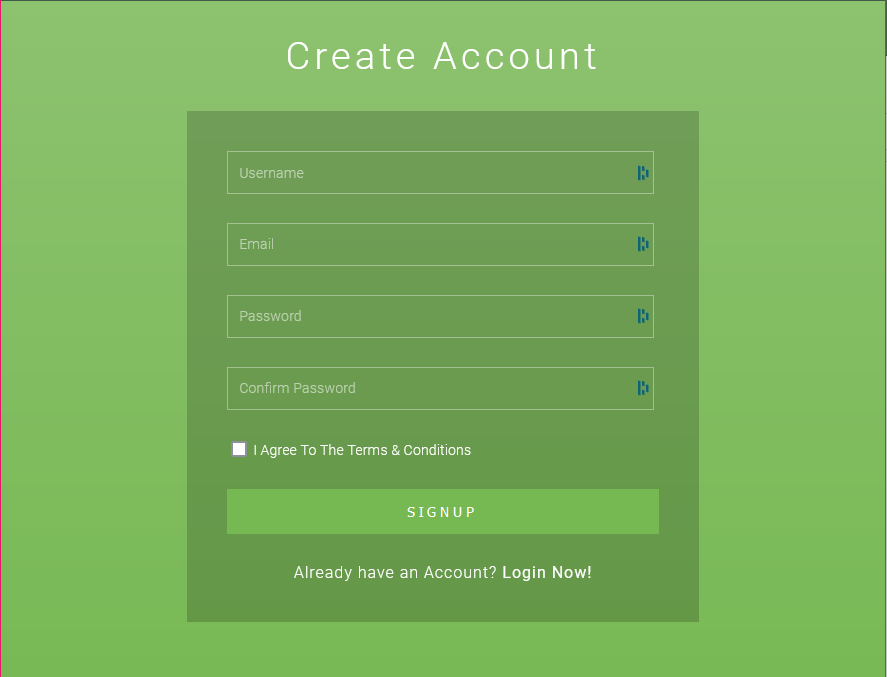 Create Account
Username
Email
Password
Confirm Password
I Agree To The Terms & Conditions
SIGNUP
Already have an Account? Login Now!